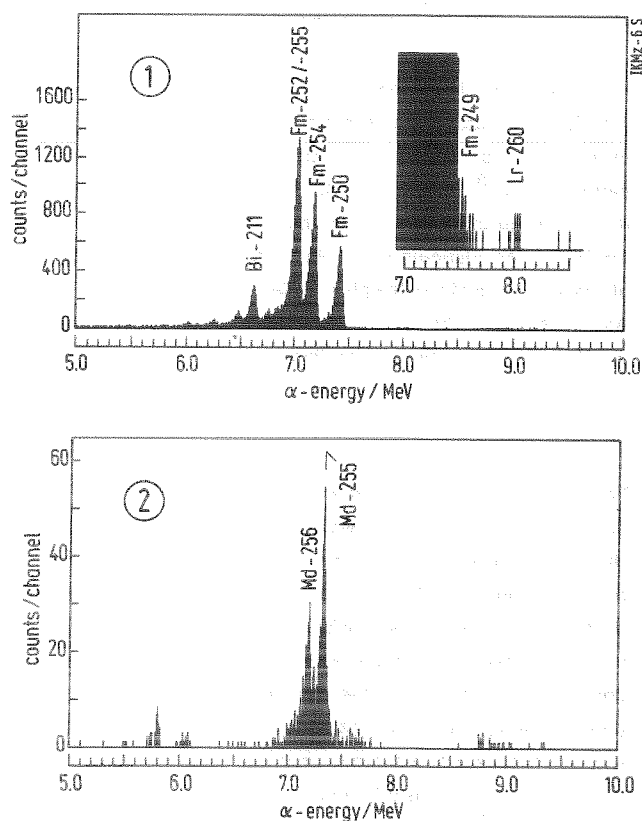 IKMz-6 S
1
counts/channel
1600
1200
800
400
0
Bi-211
Fm-252/-255
Fm-254
Fm-250
Fm-249
Lr-260
7.0 8.0
5.0 6.0 7.0 8.0 9.0 10.0
α-energy/MeV
2
counts/channel
60
40
20
0
Md-256
Md-255
5.0 6.0 7.0 8.0 9.0 10.0
α-energy/MeV